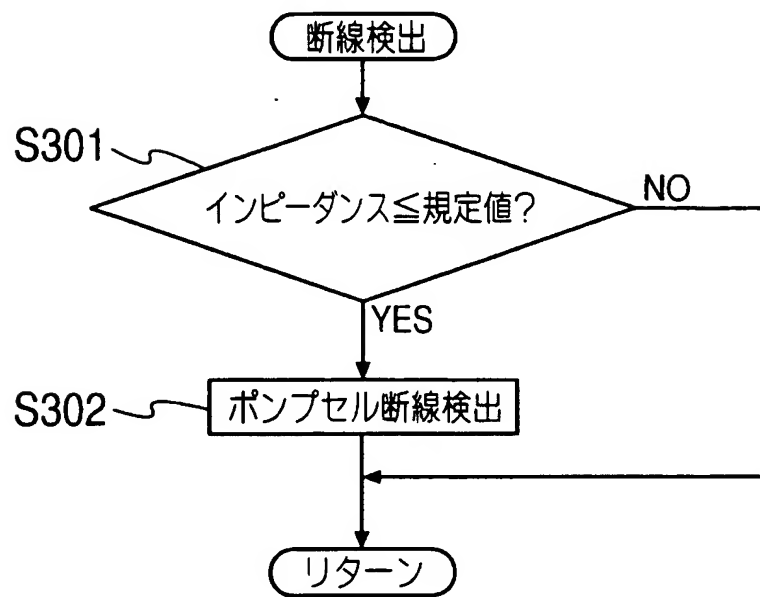 断線検出
S301
インピーダンス≦規定値?
NO
YES
S302
ポンプセル断線検出
リターン